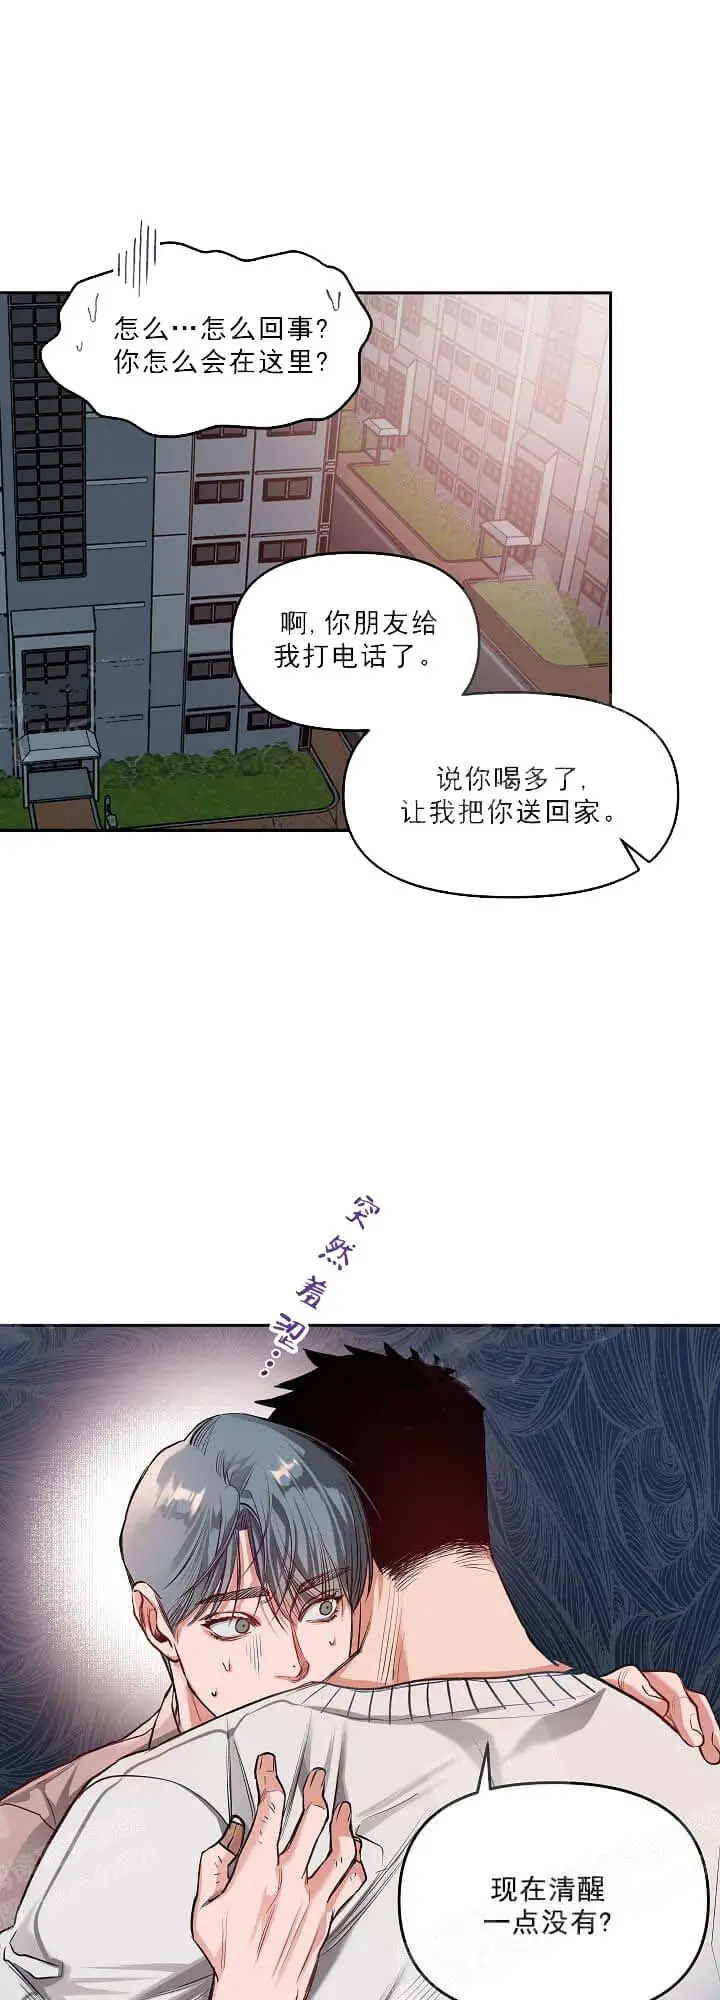 怎么…怎么回事?
你怎么会在这里?
啊,你朋友给
我打电话了。
说你喝多了,
让我把你送回家。
突然羞涩…
现在清醒
一点没有?